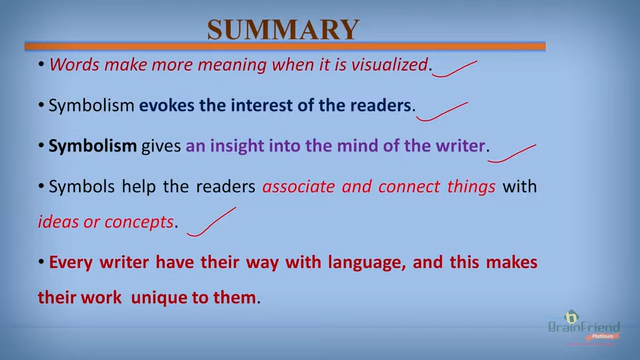 SUMMARY
• Words make more meaning when it is visualized.
• Symbolism evokes the interest of the readers.
• Symbolism gives an insight into the mind of the writer.
• Symbols help the readers associate and connect things with
ideas or concepts.
• Every writer have their way with language, and this makes
their work unique to them.
BrainFriend
Platinum